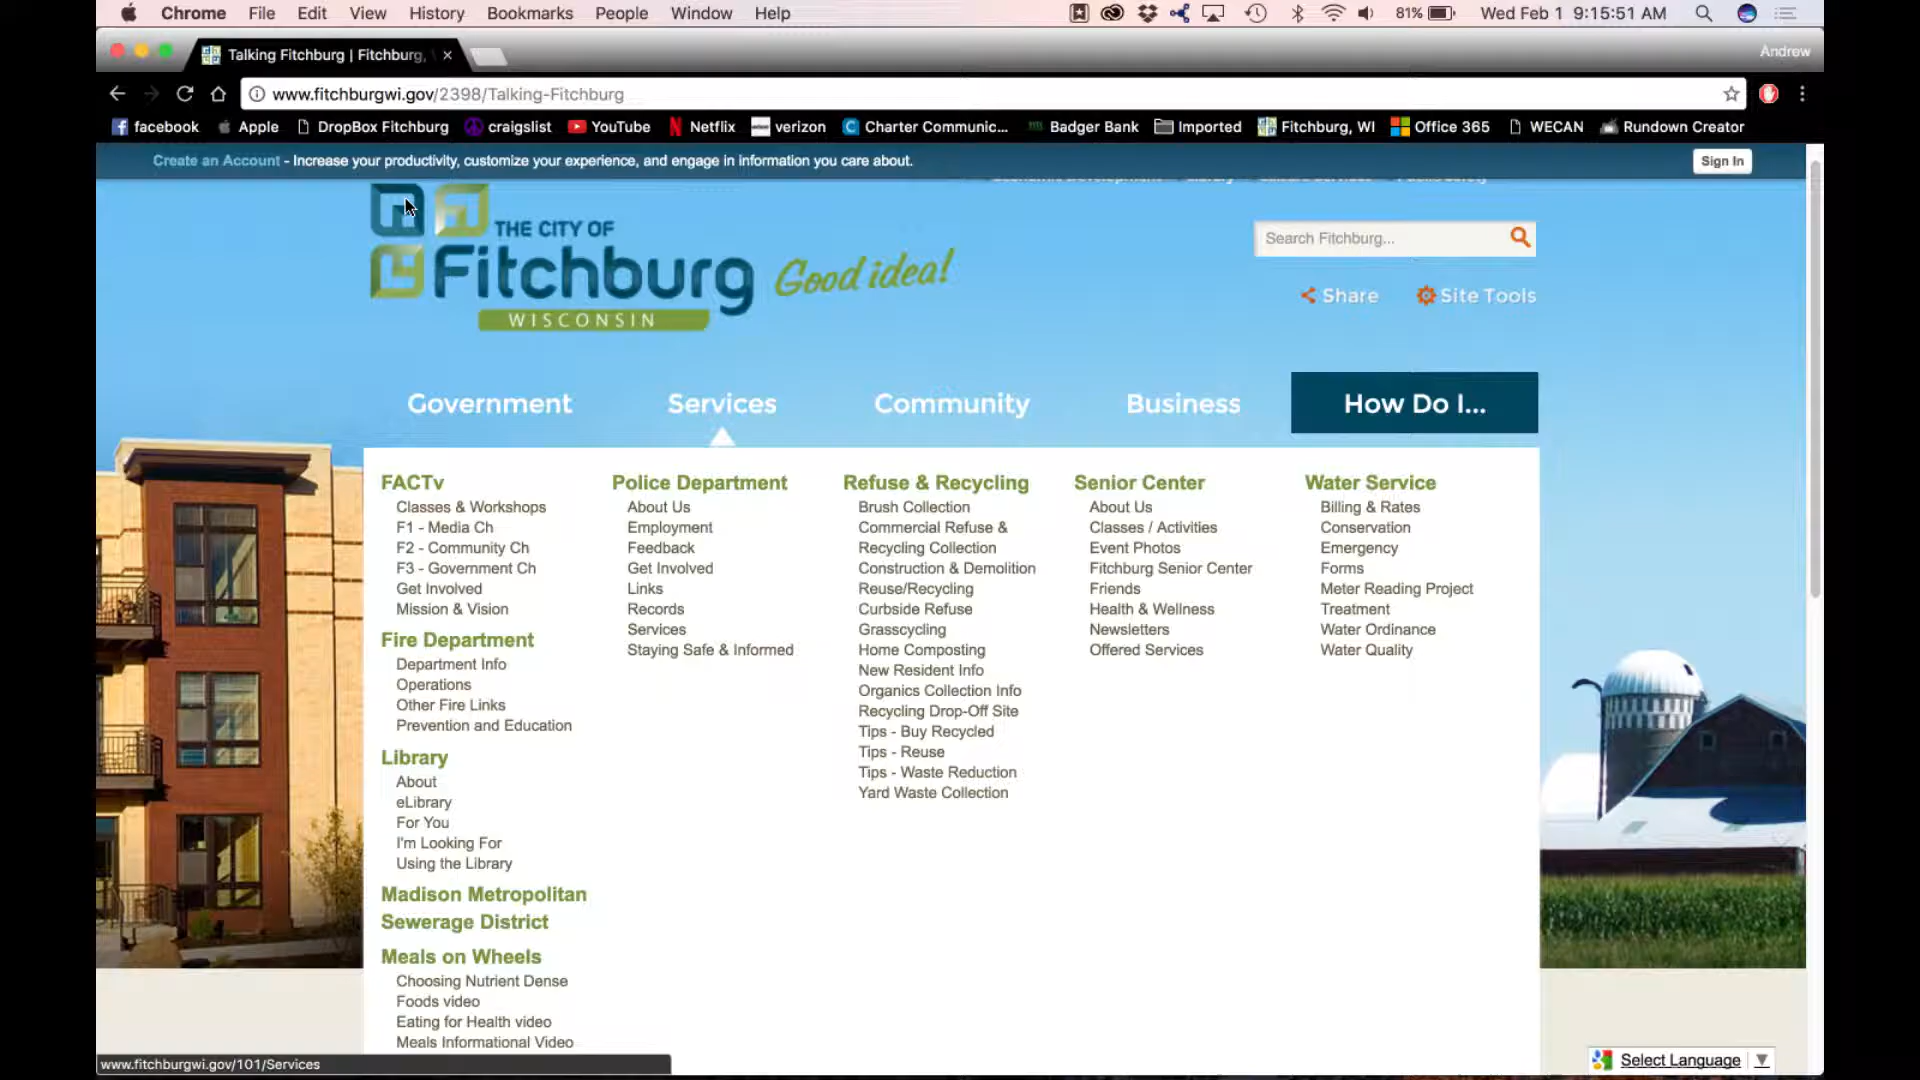 Chrome File Edit View History Bookmarks People Window Help 81% Wed Feb 1 9:15:51 AM
Talking Fitchburg | Fitchburg,
Andrew
www.fitchburgwi.gov/2398/Talking-Fitchburg
facebook Apple DropBox Fitchburg craigslist YouTube Netflix verizon Charter Communic... Badger Bank Imported Fitchburg, WI Office 365 WECAN Rundown Creator
Create an Account - Increase your productivity, customize your experience, and engage in information you care about. Sign In
THE CITY OF
Fitchburg
Good idea!
WISCONSIN
Search Fitchburg...
Share Site Tools
Government Services Community Business How Do I...
FACTv
Classes & Workshops
F1 - Media Ch
F2 - Community Ch
F3 - Government Ch
Get Involved
Mission & Vision
Fire Department
Department Info
Operations
Other Fire Links
Prevention and Education
Library
About
eLibrary
For You
I'm Looking For
Using the Library
Madison Metropolitan
Sewerage District
Meals on Wheels
Choosing Nutrient Dense
Foods video
Eating for Health video
Meals Informational Video
Police Department
About Us
Employment
Feedback
Get Involved
Links
Records
Services
Staying Safe & Informed
Refuse & Recycling
Brush Collection
Commercial Refuse &
Recycling Collection
Construction & Demolition
Reuse/Recycling
Curbside Refuse
Grasscycling
Home Composting
New Resident Info
Organics Collection Info
Recycling Drop-Off Site
Tips - Buy Recycled
Tips - Reuse
Tips - Waste Reduction
Yard Waste Collection
Senior Center
About Us
Classes / Activities
Event Photos
Fitchburg Senior Center
Friends
Health & Wellness
Newsletters
Offered Services
Water Service
Billing & Rates
Conservation
Emergency
Forms
Meter Reading Project
Treatment
Water Ordinance
Water Quality
www.fitchburgwi.gov/101/Services
Select Language